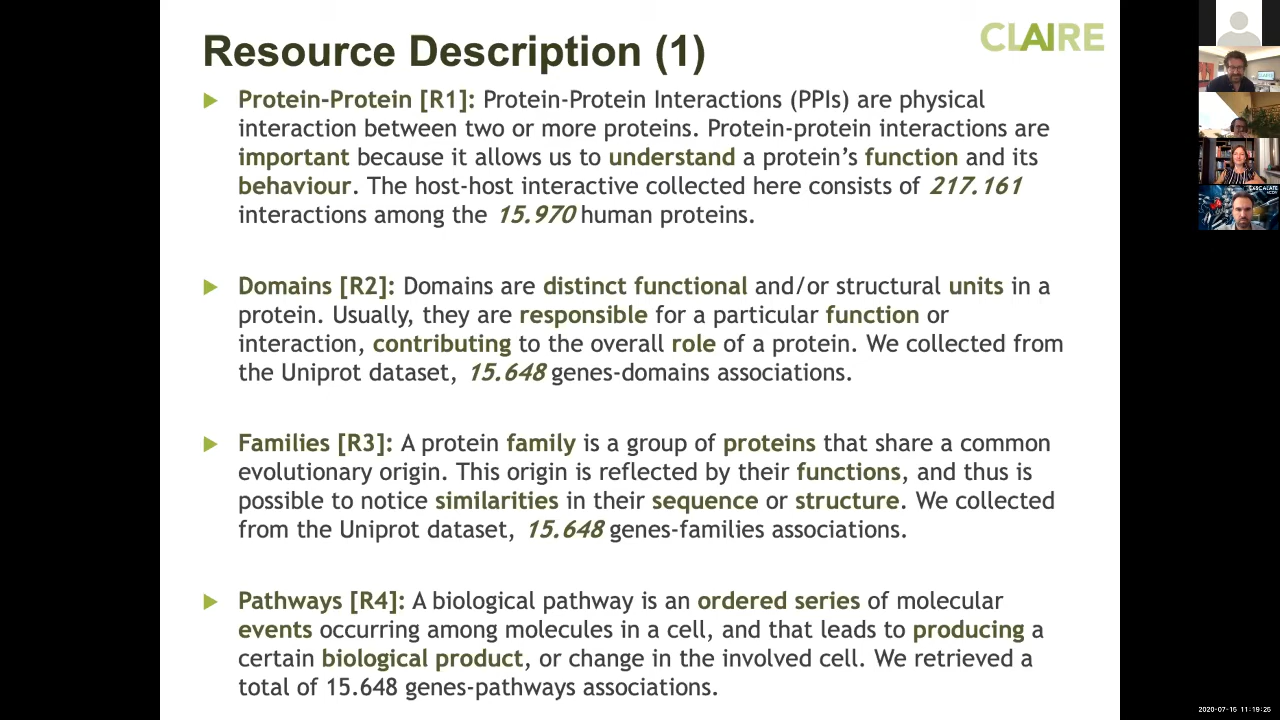 Resource Description (1)
CLAIRE
Protein-Protein [R1]: Protein-Protein Interactions (PPIs) are physical
interaction between two or more proteins. Protein-protein interactions are
important because it allows us to understand a protein's function and its
behaviour. The host-host interactive collected here consists of 217.161
interactions among the 15.970 human proteins.
Domains [R2]: Domains are distinct functional and/or structural units in a
protein. Usually, they are responsible for a particular function or
interaction, contributing to the overall role of a protein. We collected from
the Uniprot dataset, 15.648 genes-domains associations.
Families [R3]: A protein family is a group of proteins that share a common
evolutionary origin. This origin is reflected by their functions, and thus is
possible to notice similarities in their sequence or structure. We collected
from the Uniprot dataset, 15.648 genes-families associations.
Pathways [R4]: A biological pathway is an ordered series of molecular
events occurring among molecules in a cell, and that leads to producing a
certain biological product, or change in the involved cell. We retrieved a
total of 15.648 genes-pathways associations.
2020-07-15 11:19:25